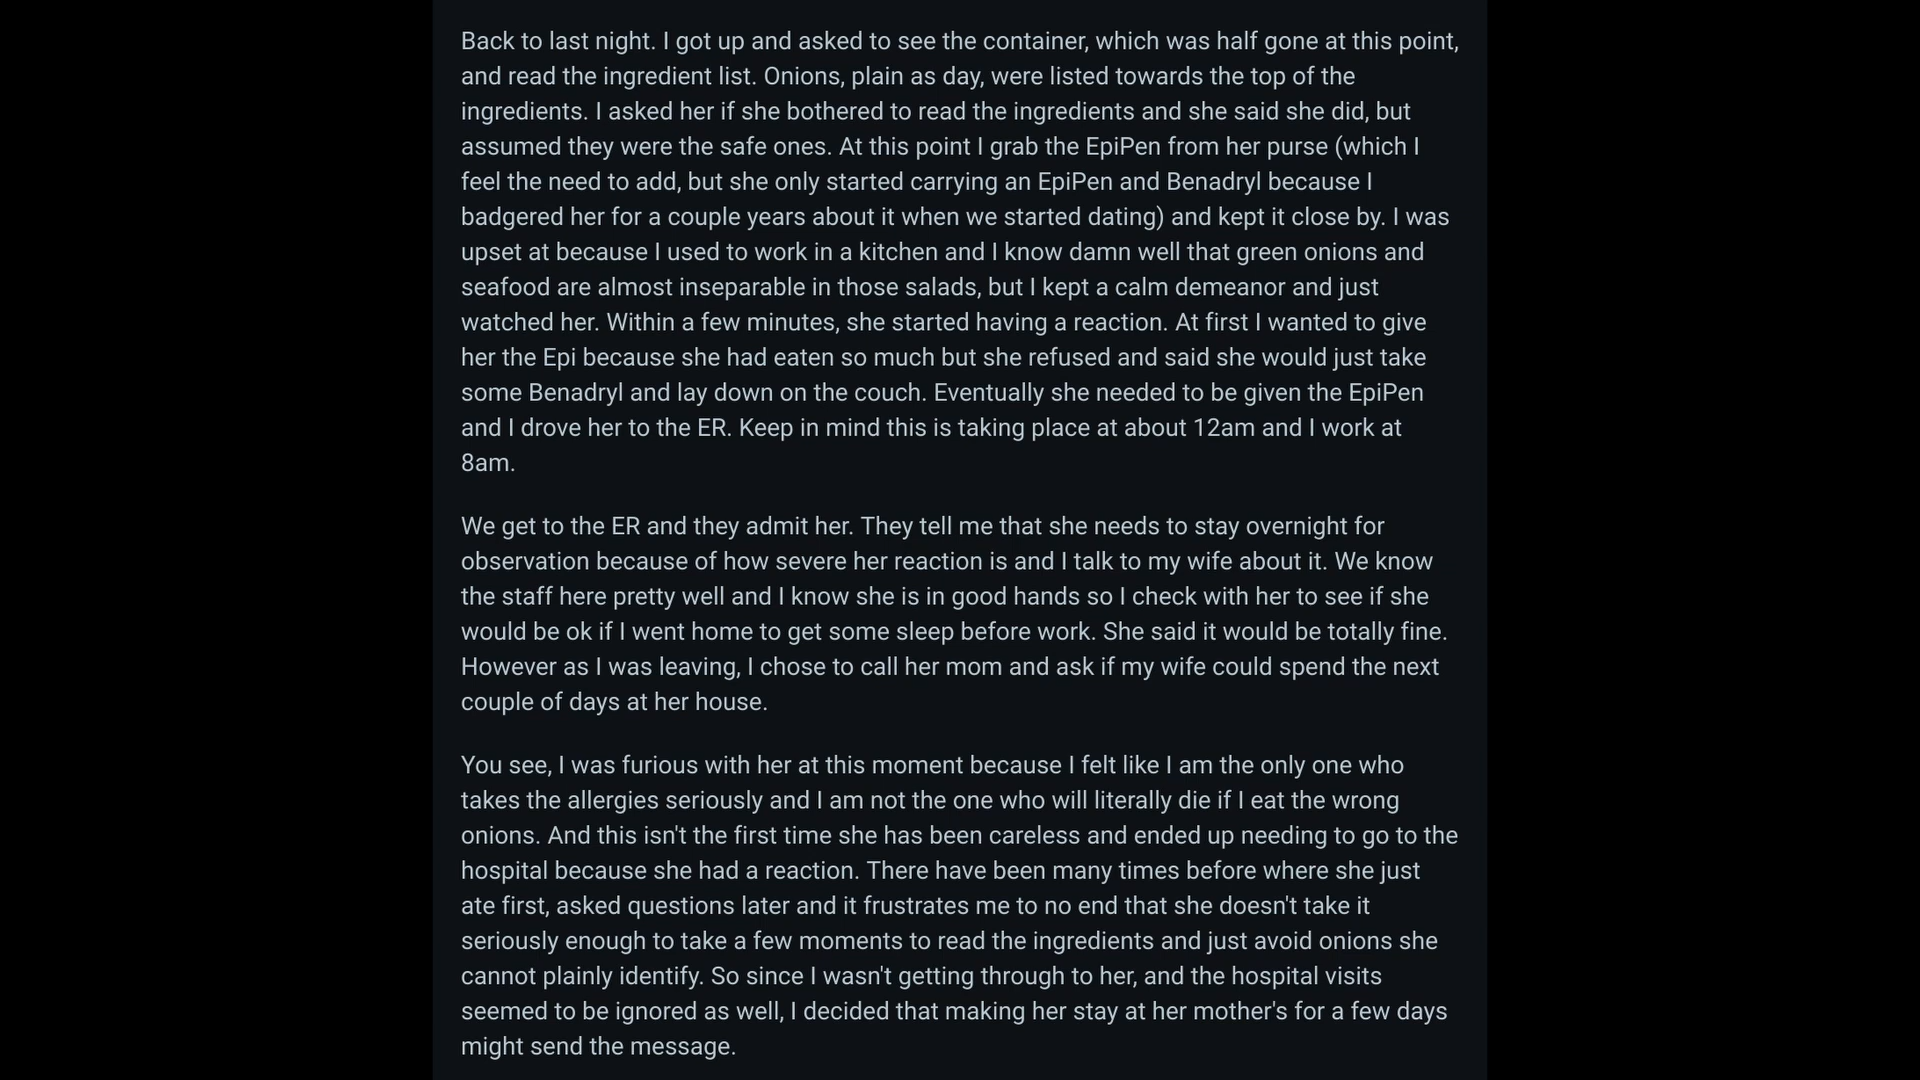 Back to last night. I got up and asked to see the container, which was half gone at this point,
and read the ingredient list. Onions, plain as day, were listed towards the top of the
ingredients. I asked her if she bothered to read the ingredients and she said she did, but
assumed they were the safe ones. At this point I grab the EpiPen from her purse (which I
feel the need to add, but she only started carrying an EpiPen and Benadryl because I
badgered her for a couple years about it when we started dating) and kept it close by. I was
upset at because I used to work in a kitchen and I know damn well that green onions and
seafood are almost inseparable in those salads, but I kept a calm demeanor and just
watched her. Within a few minutes, she started having a reaction. At first I wanted to give
her the Epi because she had eaten so much but she refused and said she would just take
some Benadryl and lay down on the couch. Eventually she needed to be given the EpiPen
and I drove her to the ER. Keep in mind this is taking place at about 12am and I work at
8am.
We get to the ER and they admit her. They tell me that she needs to stay overnight for
observation because of how severe her reaction is and I talk to my wife about it. We know
the staff here pretty well and I know she is in good hands so I check with her to see if she
would be ok if I went home to get some sleep before work. She said it would be totally fine.
However as I was leaving, I chose to call her mom and ask if my wife could spend the next
couple of days at her house.
You see, I was furious with her at this moment because I felt like I am the only one who
takes the allergies seriously and I am not the one who will literally die if I eat the wrong
onions. And this isn't the first time she has been careless and ended up needing to go to the
hospital because she had a reaction. There have been many times before where she just
ate first, asked questions later and it frustrates me to no end that she doesn't take it
seriously enough to take a few moments to read the ingredients and just avoid onions she
cannot plainly identify. So since I wasn't getting through to her, and the hospital visits
seemed to be ignored as well, I decided that making her stay at her mother's for a few days
might send the message.